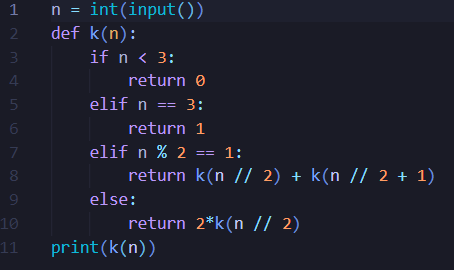 1 n = int(input())
2 def k(n):
3 if n < 3:
4 return 0
5 elif n == 3:
6 return 1
7 elif n % 2 == 1:
8 return k(n // 2) + k(n // 2 + 1)
9 else:
10 return 2*k(n // 2)
11 print(k(n))